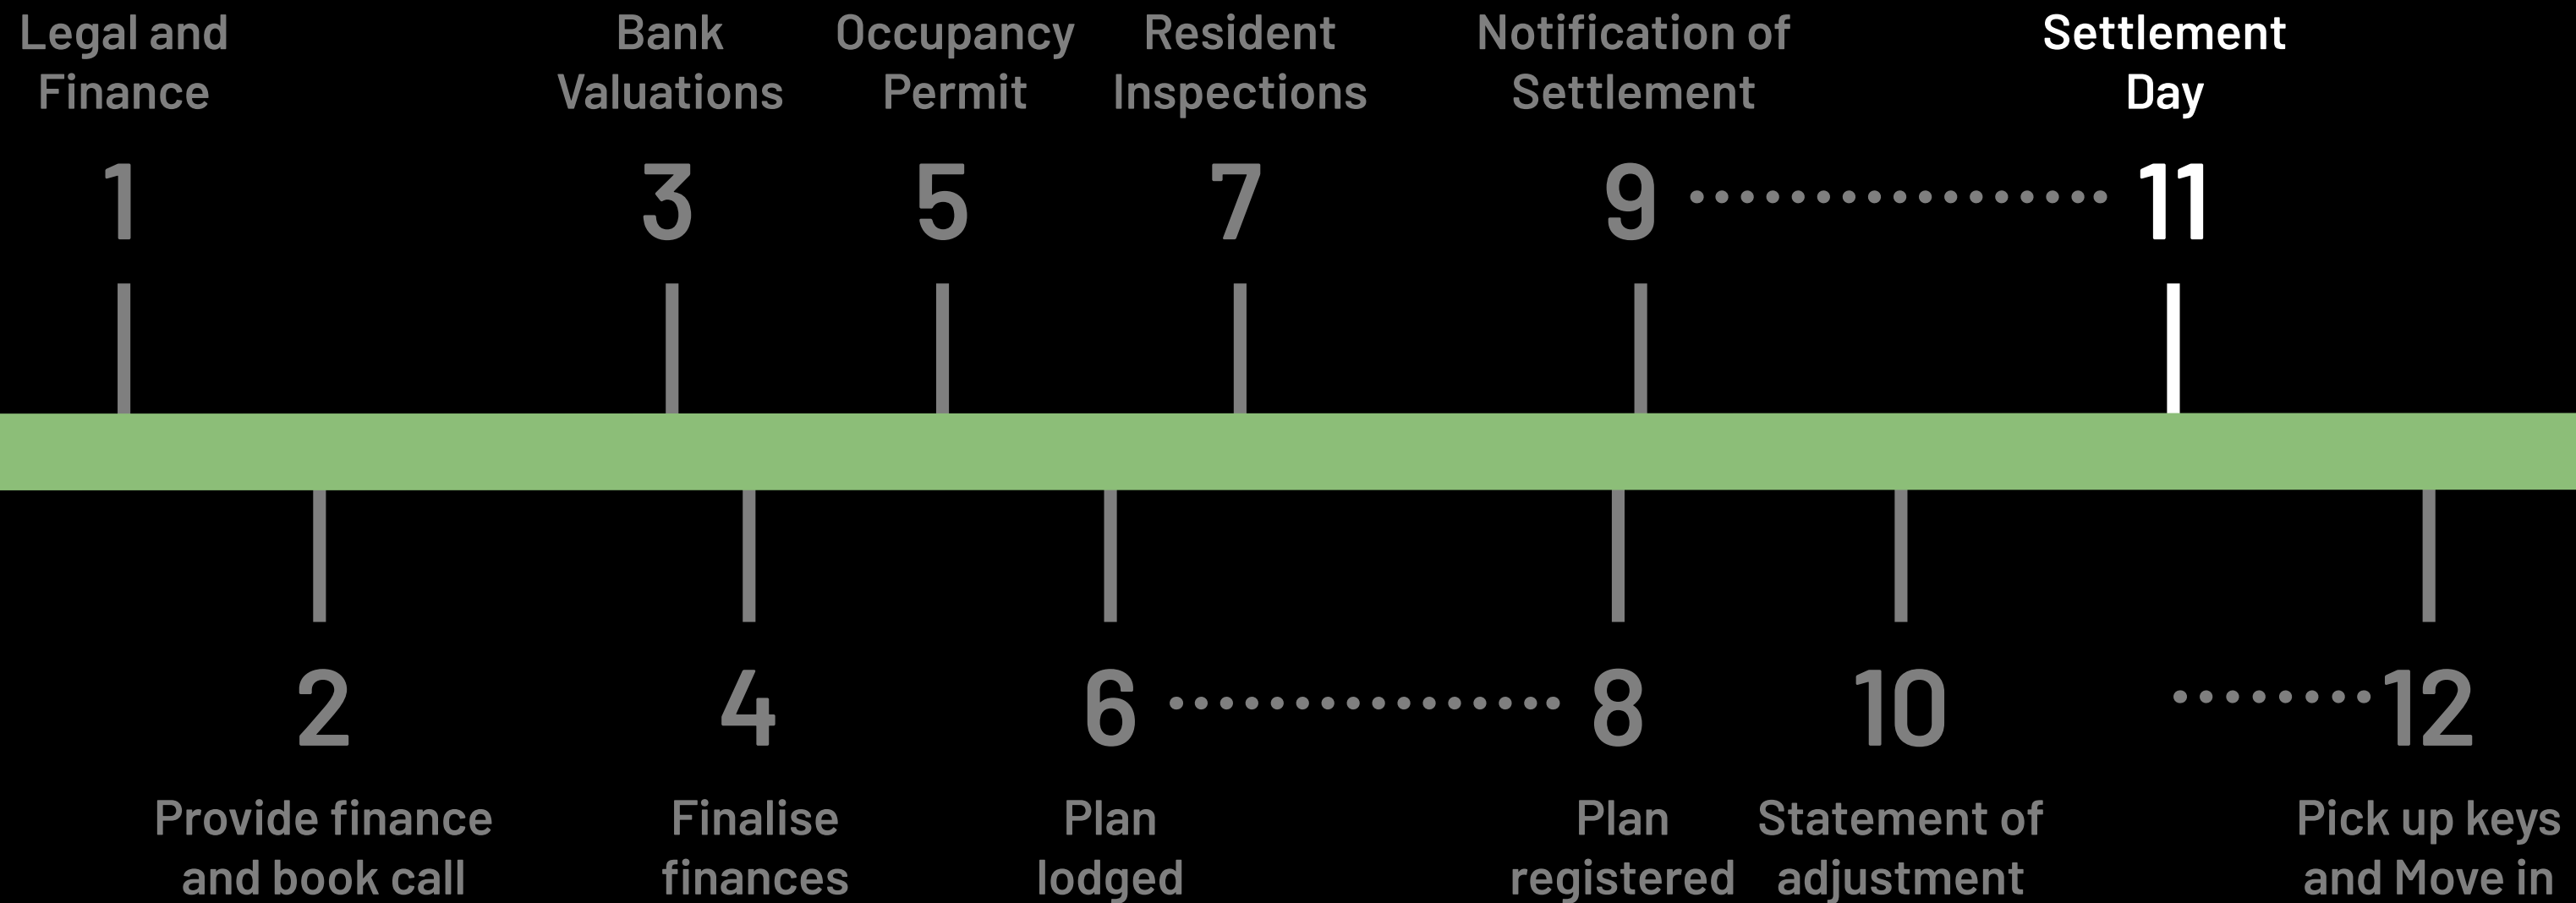 Legal and
Finance
Bank
Valuations
Occupancy
Permit
Resident
Inspections
Notification of
Settlement
Settlement
Day
1
3
5
7
9
11
2
4
6
8
10
12
Provide finance
and book call
Finalise
finances
Plan
lodged
Plan
registered
Statement of
adjustment
Pick up keys
and Move in